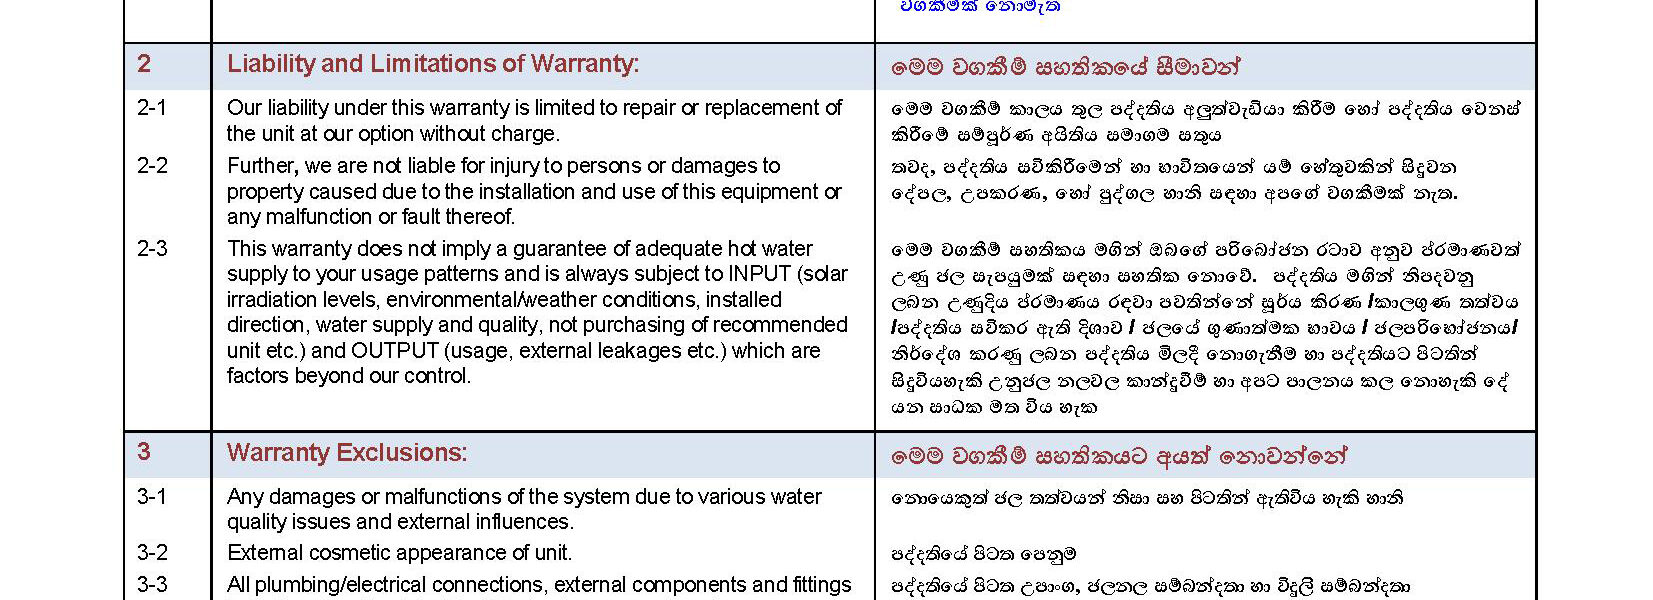 වගකීමක් නොමැත
2 Liability and Limitations of Warranty: මෙම වගකීම් සහතිකයේ සීමාවන්
2-1 Our liability under this warranty is limited to repair or replacement of
the unit at our option without charge.
මෙම වගකීම් කාලය තුල පද්දතිය අලුත්වැඩියා කිරීම හෝ පද්දතිය වෙනස්
කිරීමේ සම්පූර්ණ අයිතිය සමාගම සතුය
2-2 Further, we are not liable for injury to persons or damages to
property caused due to the installation and use of this equipment or
any malfunction or fault thereof.
තවද, පද්දතිය සවිකිරීමෙන් හා භාවිතයෙන් යම් හේතුවකින් සිදුවන
දේපල, උපකරණ, හෝ පුද්ගල හානි සඳහා අපගේ වගකීමක් නැත.
2-3 This warranty does not imply a guarantee of adequate hot water
supply to your usage patterns and is always subject to INPUT (solar
irradiation levels, environmental/weather conditions, installed
direction, water supply and quality, not purchasing of recommended
unit etc.) and OUTPUT (usage, external leakages etc.) which are
factors beyond our control.
මෙම වගකීම් සහතිකය මගින් ඔබගේ පරිබෝජන රටාව අනුව ප්රමාණවත්
උණු ජල සැපයුමක් සඳහා සහතික නොවේ. පද්දතිය මගින් නිපදවනු
ලබන උණුදිය ප්රමාණය රඳවා පවතින්නේ සූර්ය කිරණ /කාලගුණ තත්වය
/පද්දතිය සවිකර ඇති දිශාව / ජලයේ ගුණාත්මක භාවය / ජලපරිභෝජනය/
නිර්දේශ කරණු ලබන පද්දතිය මිලදී නොගැනීම හා පද්දතියට පිටතින්
සිදුවියහැකි උනුජල නලවල කාන්දුවීම් හා අපට පාලනය කල නොහැකි දේ
යන සාධක මත විය හැක
3 Warranty Exclusions: මෙම වගකීම් සහතිකයට අයත් නොවන්නේ
3-1 Any damages or malfunctions of the system due to various water
quality issues and external influences.
නොයෙකුත් ජල තත්වයන් නිසා සහ පිටතින් ඇතිවිය හැකි හානි
3-2 External cosmetic appearance of unit. පද්දතියේ පිටත පෙනුම
3-3 All plumbing/electrical connections, external components and fittings පද්දතියේ පිටත උපාංග, ජලනල සම්බන්දතා හා විදුලි සම්බන්දතා